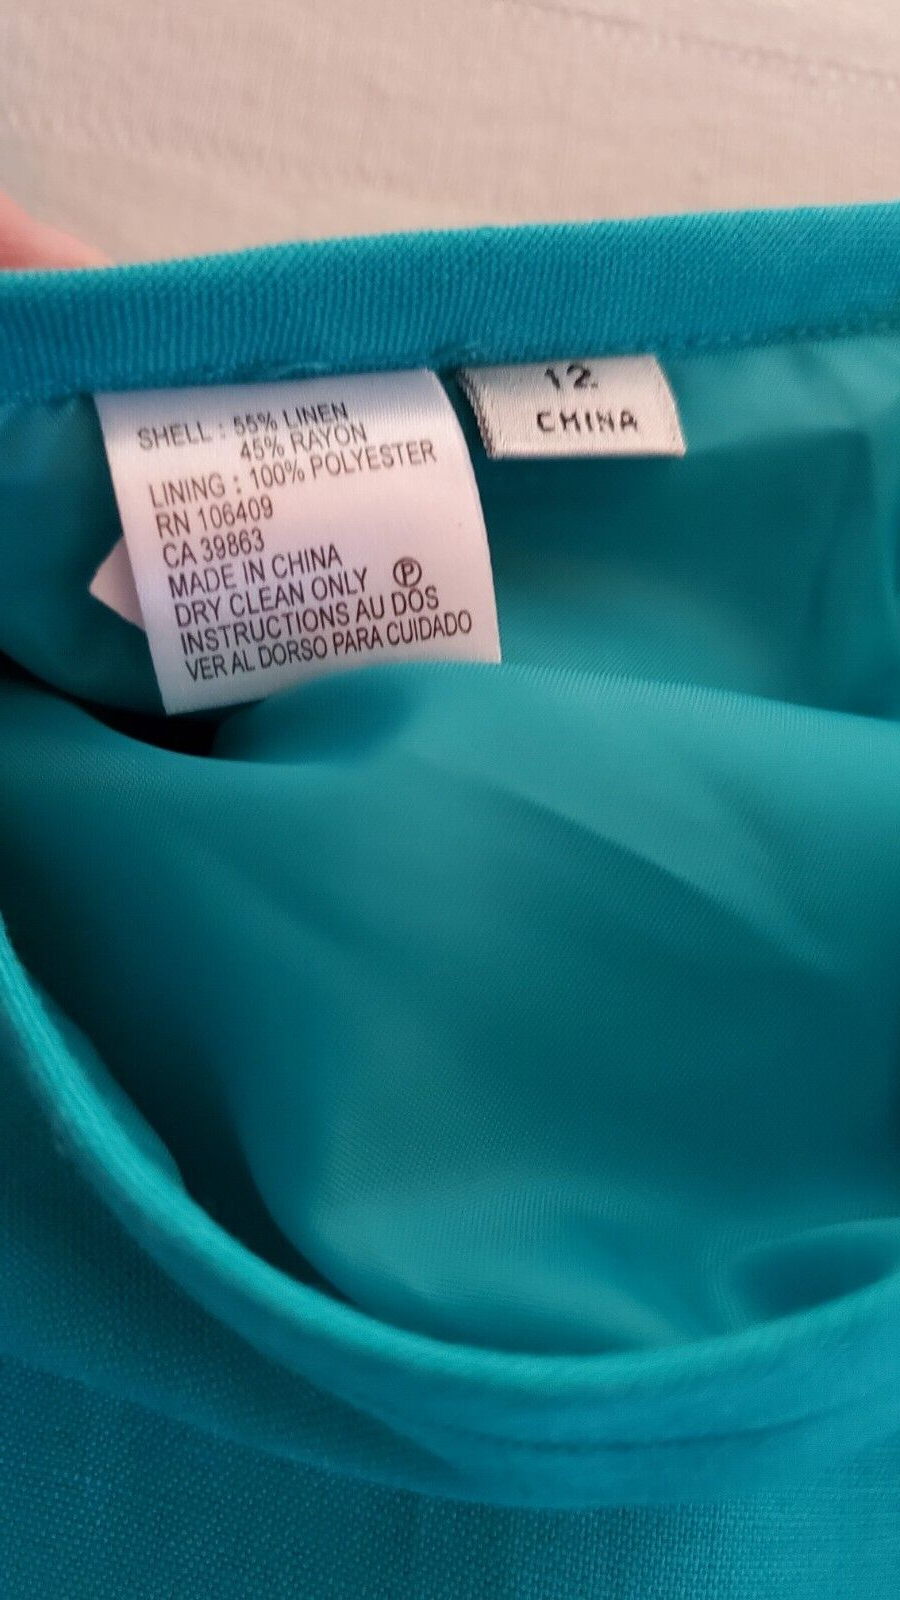 SHELL : 55% LINEN
45% RAYON
LINING : 100% POLYESTER
RN 106409
CA 39863
MADE IN CHINA
DRY CLEAN ONLY Ⓟ
INSTRUCTIONS AU DOS
VER AL DORSO PARA CUIDADO
12
CHINA